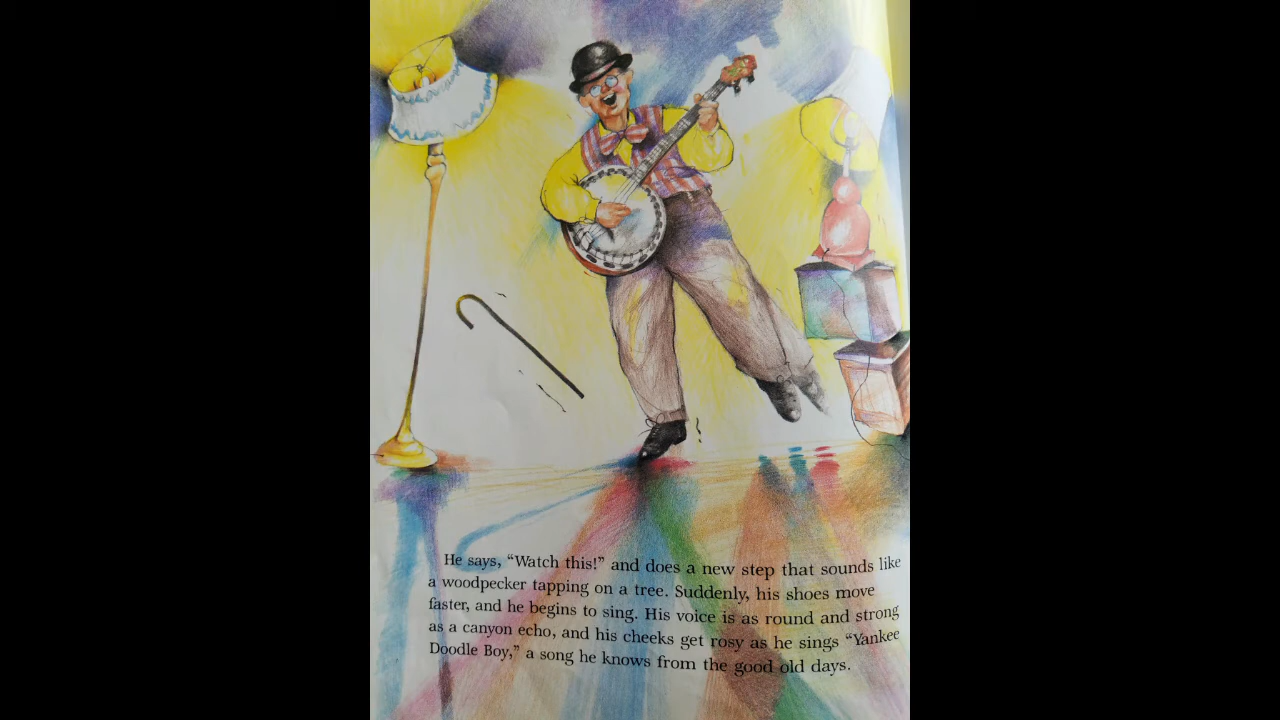 He says, “Watch this!” and does a new step that sounds like
a woodpecker tapping on a tree. Suddenly, his shoes move
faster, and he begins to sing. His voice is as round and strong
as a canyon echo, and his cheeks get rosy as he sings “Yankee
Doodle Boy,” a song he knows from the good old days.